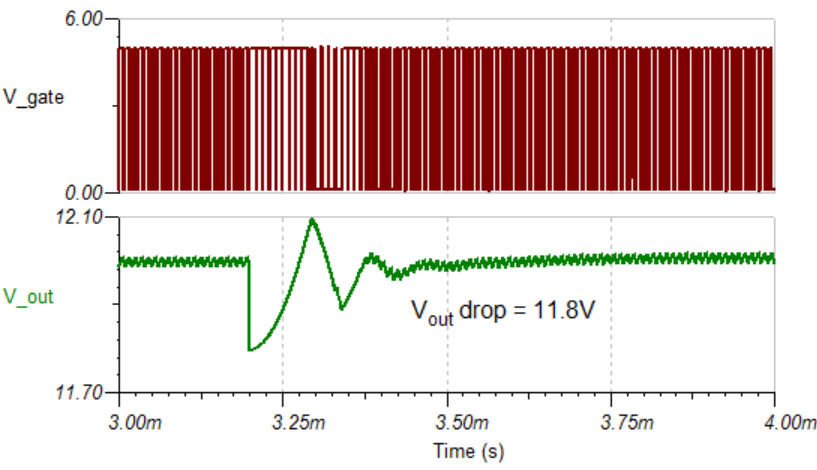 6.00
V_gate
0.00
12.10
V_out
Vout drop = 11.8V
11.70
3.00m 3.25m 3.50m 3.75m 4.00m
Time (s)